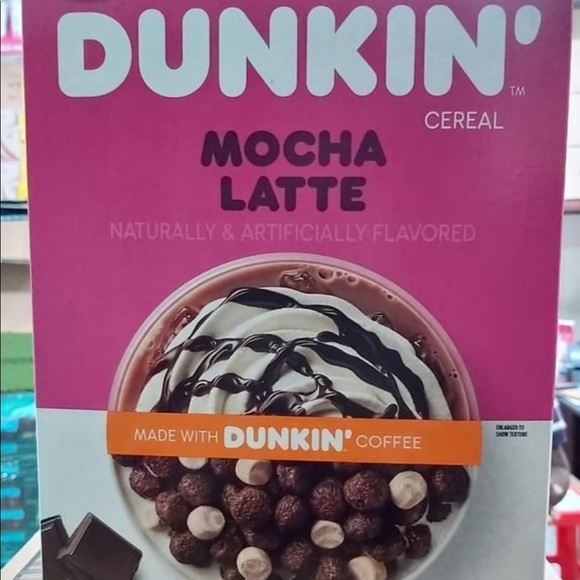 DUNKIN'™
CEREAL
MOCHA
LATTE
NATURALLY & ARTIFICIALLY FLAVORED
MADE WITH DUNKIN' COFFEE
ENLARGED TO
SHOW TEXTURE